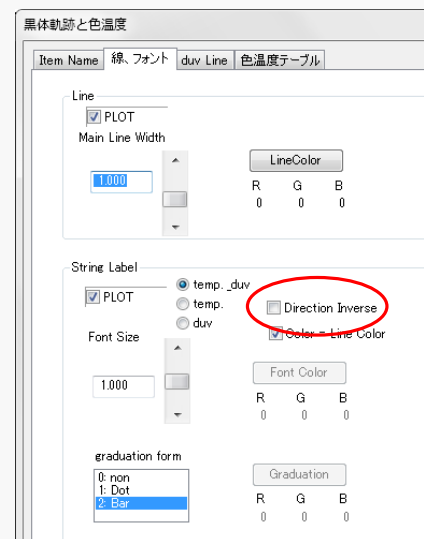 黒体軌跡と色温度
Item Name 線、フォント duv Line 色温度テーブル
Line
PLOT
Main Line Width
1.000
LineColor
R G B
0 0 0
String Label
PLOT
temp._duv
temp.
duv
Direction Inverse
Color = Line Color
Font Size
1.000
Font Color
R G B
0 0 0
graduation form
0: non
1: Dot
2: Bar
Graduation
R G B
0 0 0